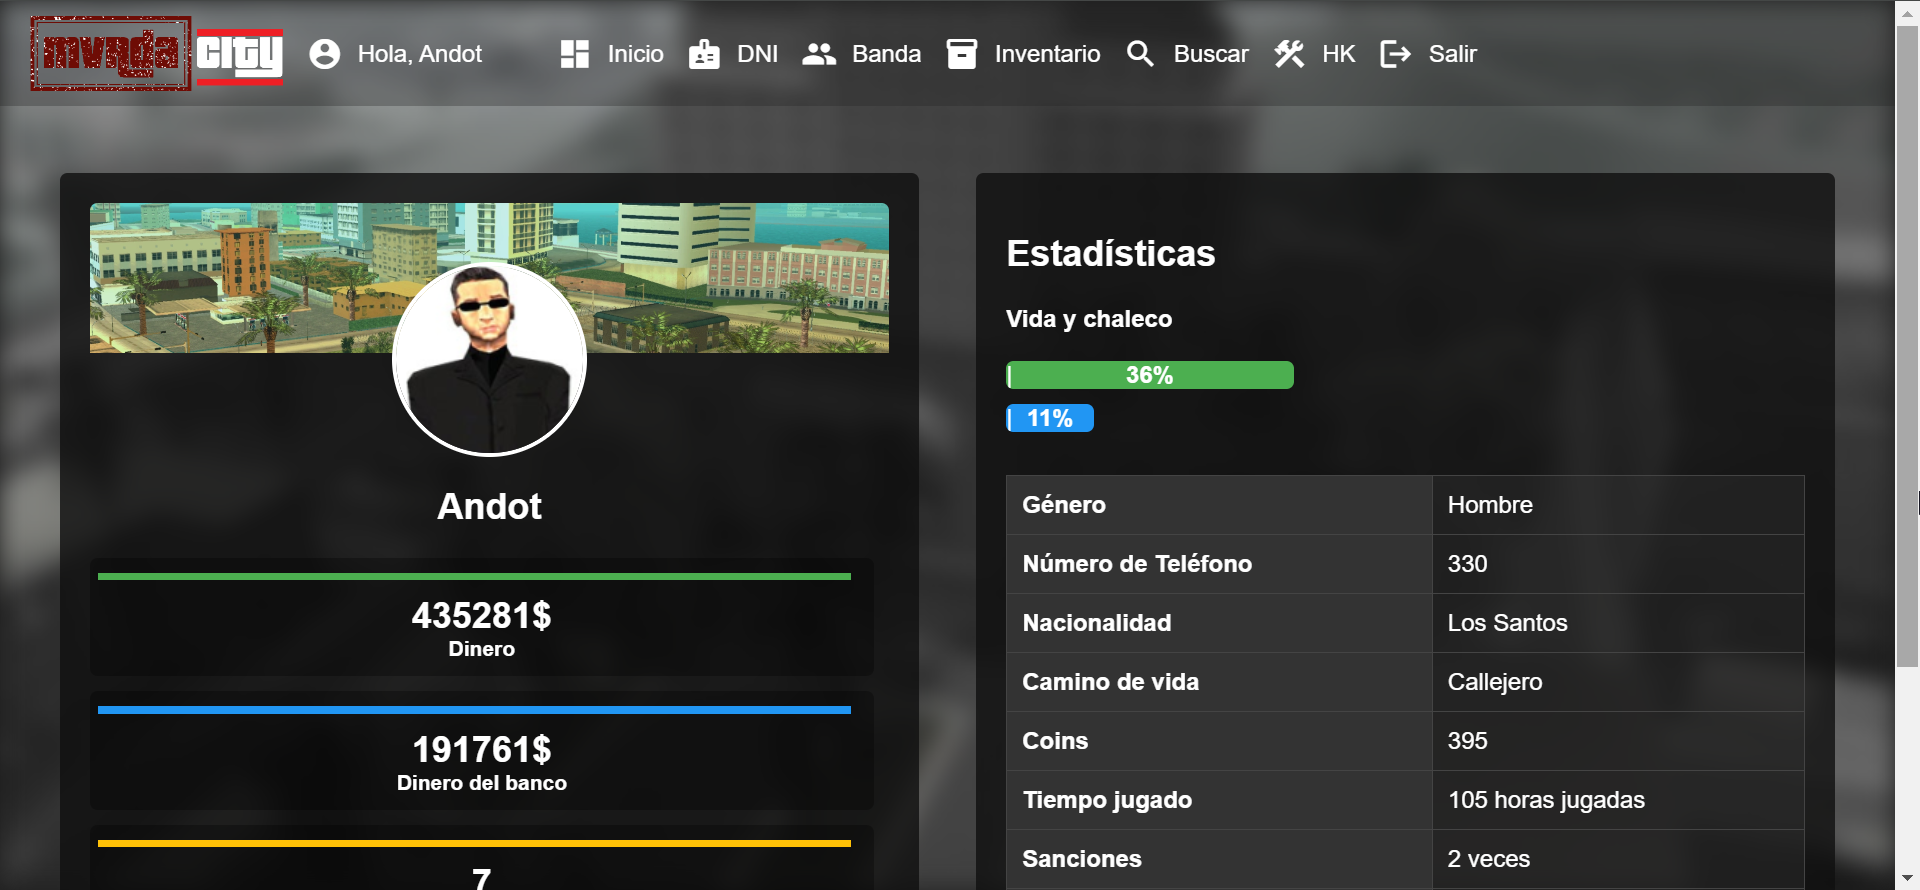 mvrda city
Hola, Andot
Inicio
DNI
Banda
Inventario
Buscar
HK
Salir
Andot
435281$
Dinero
191761$
Dinero del banco
7
Estadísticas
Vida y chaleco
36%
11%
Género Hombre
Número de Teléfono 330
Nacionalidad Los Santos
Camino de vida Callejero
Coins 395
Tiempo jugado 105 horas jugadas
Sanciones 2 veces